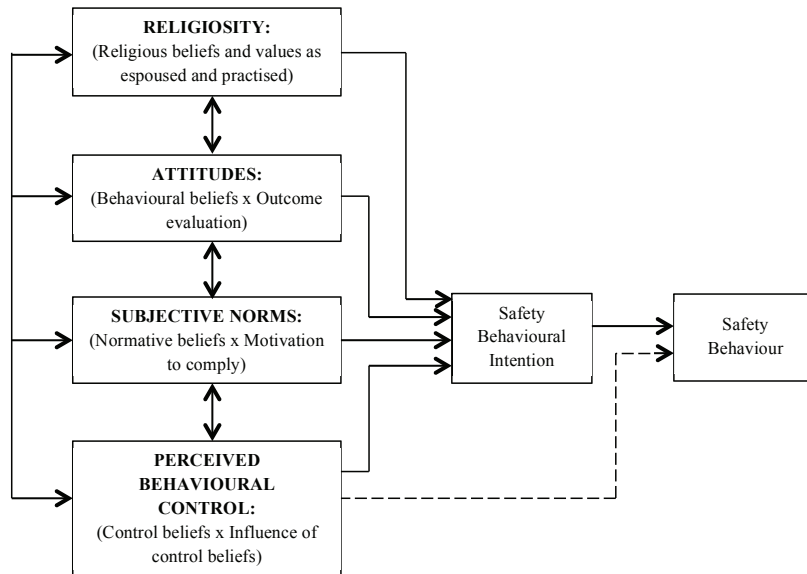 RELIGIOSITY:
(Religious beliefs and values as
espoused and practised)
ATTITUDES:
(Behavioural beliefs x Outcome
evaluation)
SUBJECTIVE NORMS:
(Normative beliefs x Motivation
to comply)
PERCEIVED
BEHAVIOURAL
CONTROL:
(Control beliefs x Influence of
control beliefs)
Safety
Behavioural
Intention
Safety
Behaviour